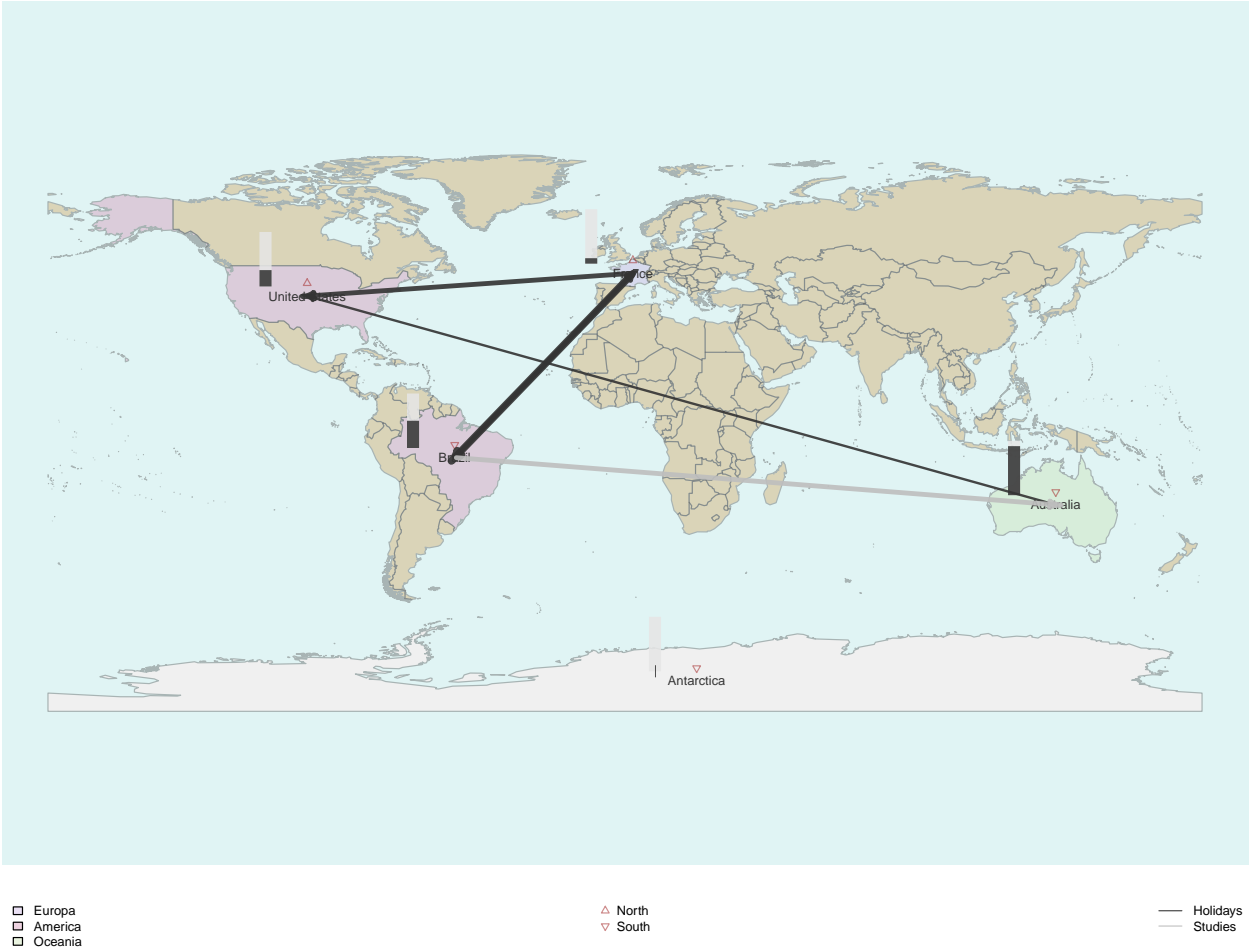 France
United States
Brazil
Australia
Antarctica
Europa
America
Oceania
North
South
Holidays
Studies